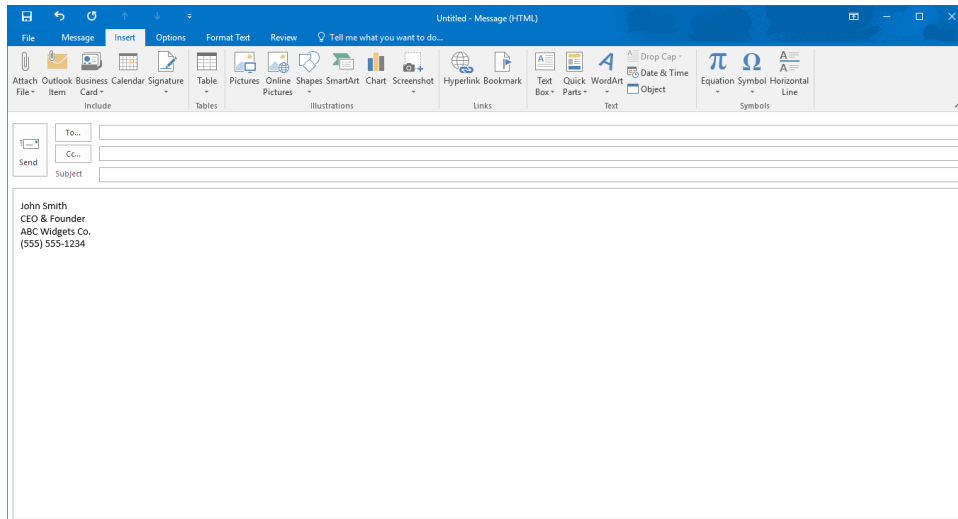 Untitled - Message (HTML)
File Message Insert Options Format Text Review Tell me what you want to do...
Attach File Outlook Item Business Card Calendar Signature
Include
Table
Tables
Pictures Online Pictures Shapes SmartArt Chart Screenshot
Illustrations
Hyperlink Bookmark
Links
Text Box Quick Parts WordArt Drop Cap
Date & Time
Object
Text
Equation Symbol Horizontal Line
Symbols
Send
To...
Cc...
Subject
John Smith
CEO & Founder
ABC Widgets Co.
(555) 555-1234